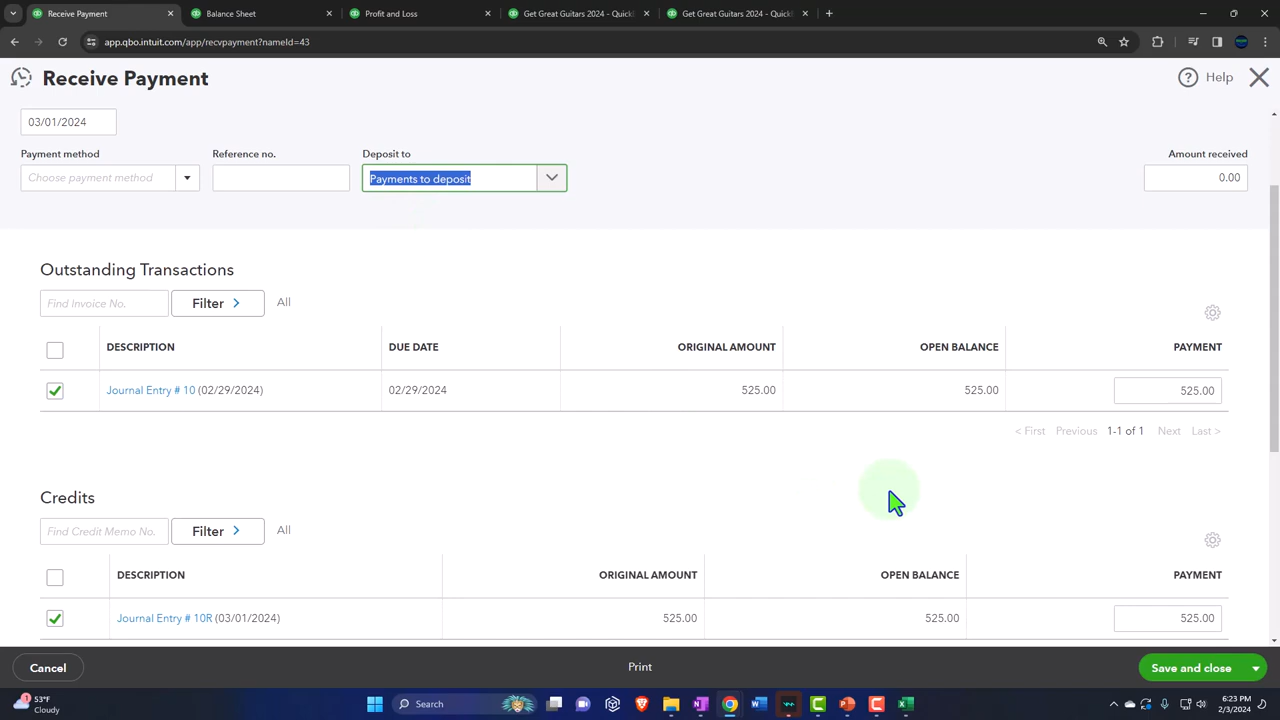 Receive Payment
Balance Sheet
Profit and Loss
Get Great Guitars 2024 - Quick
Get Great Guitars 2024 - Quick
app.qbo.intuit.com/app/recvpayment?nameId=43
Receive Payment
Help
03/01/2024
Payment method
Reference no.
Deposit to
Amount received
Choose payment method
Payments to deposit
0.00
Outstanding Transactions
Find Invoice No.
Filter >
All
DESCRIPTION
DUE DATE
ORIGINAL AMOUNT
OPEN BALANCE
PAYMENT
Journal Entry # 10 (02/29/2024)
02/29/2024
525.00
525.00
525.00
< First Previous 1-1 of 1 Next Last >
Credits
Find Credit Memo No.
Filter >
All
DESCRIPTION
ORIGINAL AMOUNT
OPEN BALANCE
PAYMENT
Journal Entry # 10R (03/01/2024)
525.00
525.00
525.00
Cancel
Print
Save and close
53°F
Cloudy
Search
6:23 PM
2/3/2024